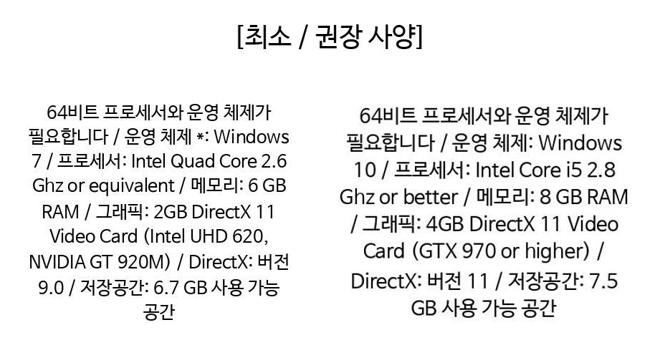 [최소 / 권장 사양]
64비트 프로세서와 운영 체제가
필요합니다 / 운영 체제 *: Windows
7 / 프로세서: Intel Quad Core 2.6
Ghz or equivalent / 메모리: 6 GB
RAM / 그래픽: 2GB DirectX 11
Video Card (Intel UHD 620,
NVIDIA GT 920M) / DirectX: 버전
9.0 / 저장공간: 6.7 GB 사용 가능
공간
64비트 프로세서와 운영 체제가
필요합니다 / 운영 체제: Windows
10 / 프로세서: Intel Core i5 2.8
Ghz or better / 메모리: 8 GB RAM
/ 그래픽: 4GB DirectX 11 Video
Card (GTX 970 or higher) /
DirectX: 버전 11 / 저장공간: 7.5
GB 사용 가능 공간